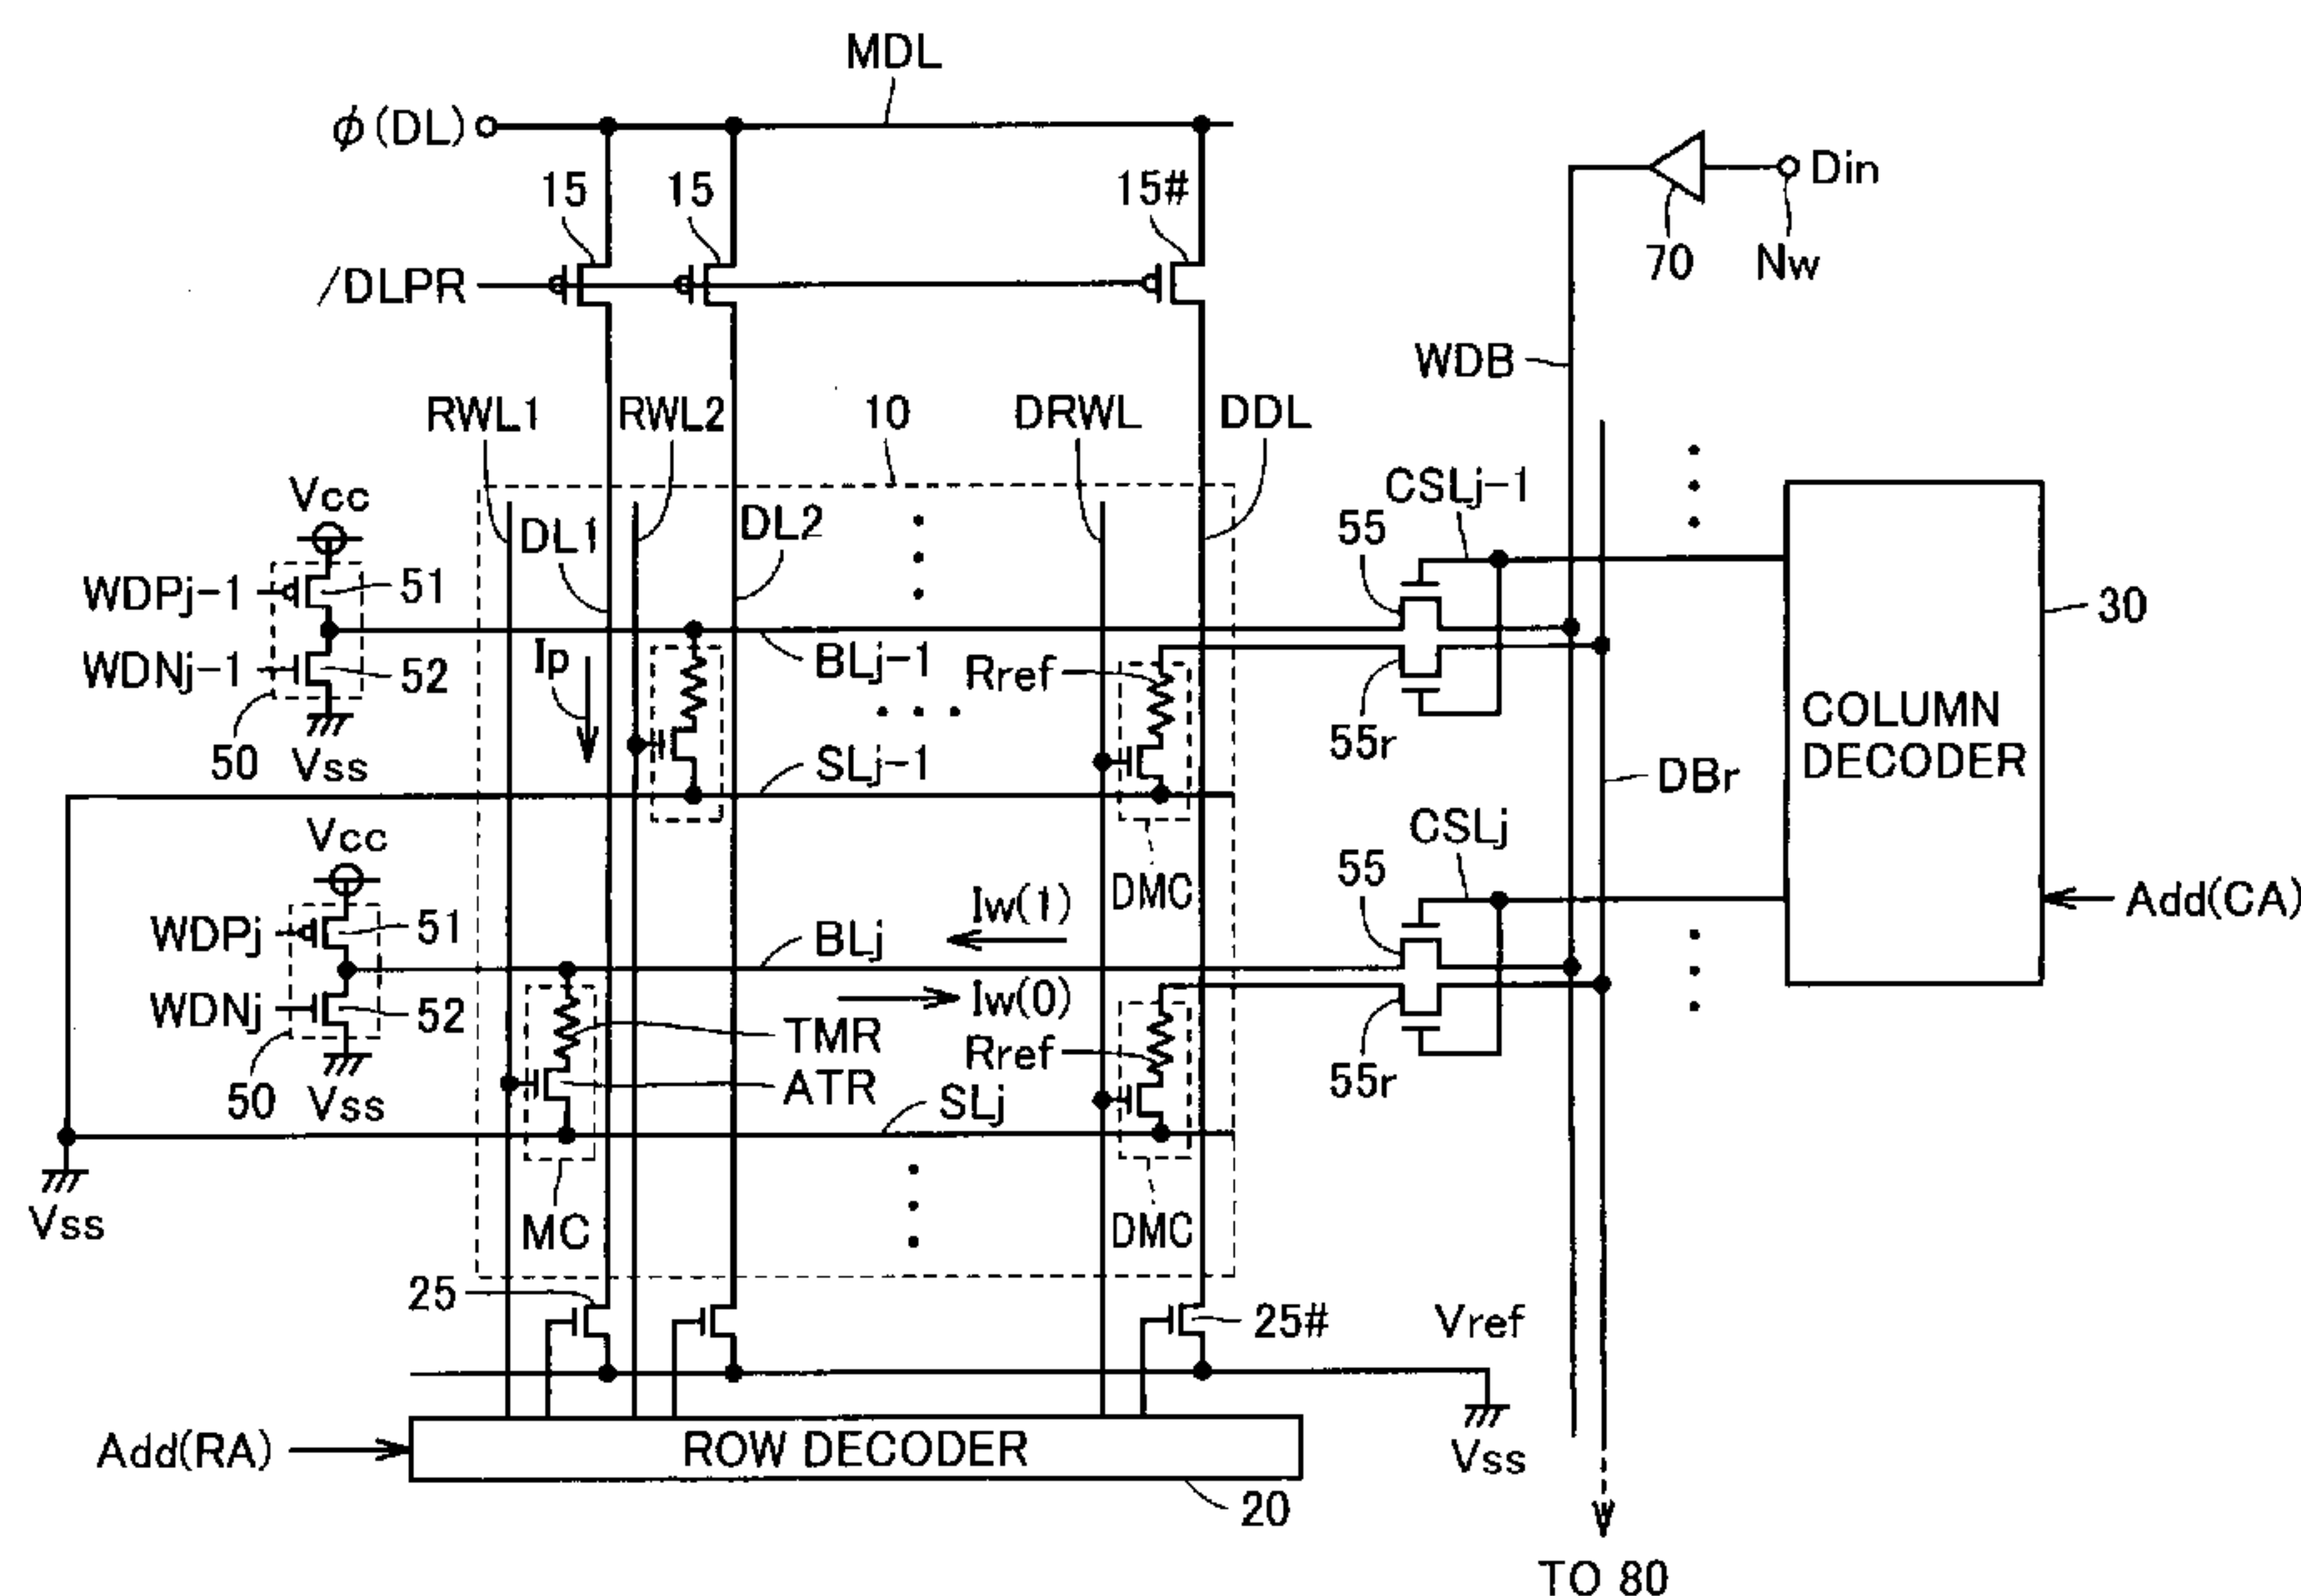 MDL
φ(DL)
Din
15
15
15#
70
Nw
/DLPR
WDB
RWL1
RWL2
10
DRWL
DDL
CSLj-1
Vcc
DL1
DL2
55
WDPj-1
51
30
Ip
BLj-1
Rref
WDNj-1
52
COLUMN
DECODER
50
Vss
SLj-1
55r
DBr
Vcc
CSLj
55
DMC
Iw(1)
Add(CA)
WDPj
51
BLj
WDNj
52
Iw(0)
TMR
Rref
50
Vss
ATR
SLj
55r
Vss
MC
DMC
25
25#
Vref
Add(RA)
ROW DECODER
Vss
20
TO 80